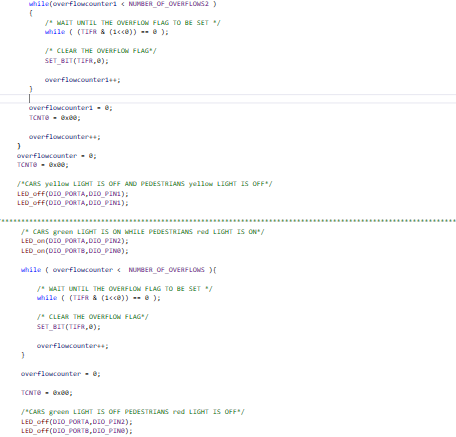 while(overflowcounter1 < NUMBER_OF_OVERFLOWS2 )
{
/* WAIT UNTIL THE OVERFLOW FLAG TO BE SET */
while ( (TIFR & (1<<0)) == 0 );
/* CLEAR THE OVERFLOW FLAG*/
SET_BIT(TIFR,0);
overflowcounter1++;
}
overflowcounter1 = 0;
TCNT0 = 0x00;
overflowcounter++;
}
overflowcounter = 0;
TCNT0 = 0x00;
/*CARS yellow LIGHT IS OFF AND PEDESTRIANS yellow LIGHT IS OFF*/
LED_off(DIO_PORTA,DIO_PIN1);
LED_off(DIO_PORTA,DIO_PIN1);
/* CARS green LIGHT IS ON WHILE PEDESTRIANS red LIGHT IS ON*/
LED_on(DIO_PORTA,DIO_PIN2);
LED_on(DIO_PORTB,DIO_PIN0);
while ( overflowcounter < NUMBER_OF_OVERFLOWS ){
/* WAIT UNTIL THE OVERFLOW FLAG TO BE SET */
while ( (TIFR & (1<<0)) == 0 );
/* CLEAR THE OVERFLOW FLAG*/
SET_BIT(TIFR,0);
overflowcounter++;
}
overflowcounter = 0;
TCNT0 = 0x00;
/*CARS green LIGHT IS OFF PEDESTRIANS red LIGHT IS OFF*/
LED_off(DIO_PORTA,DIO_PIN2);
LED_off(DIO_PORTB,DIO_PIN0);